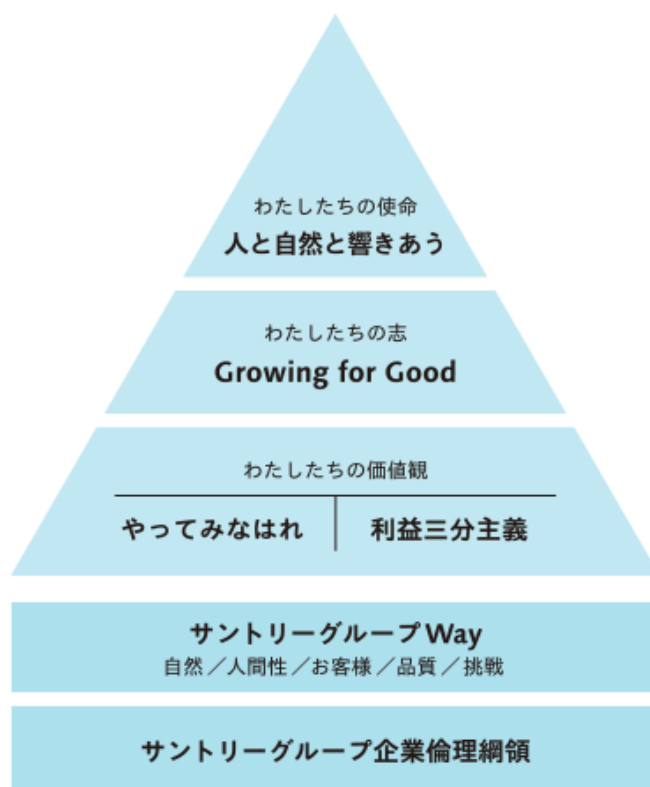 わたしたちの使命
人と自然と響きあう
わたしたちの志
Growing for Good
わたしたちの価値観
やってみなはれ
利益三分主義
サントリーグループWay
自然／人間性／お客様／品質／挑戦
サントリーグループ企業倫理綱領